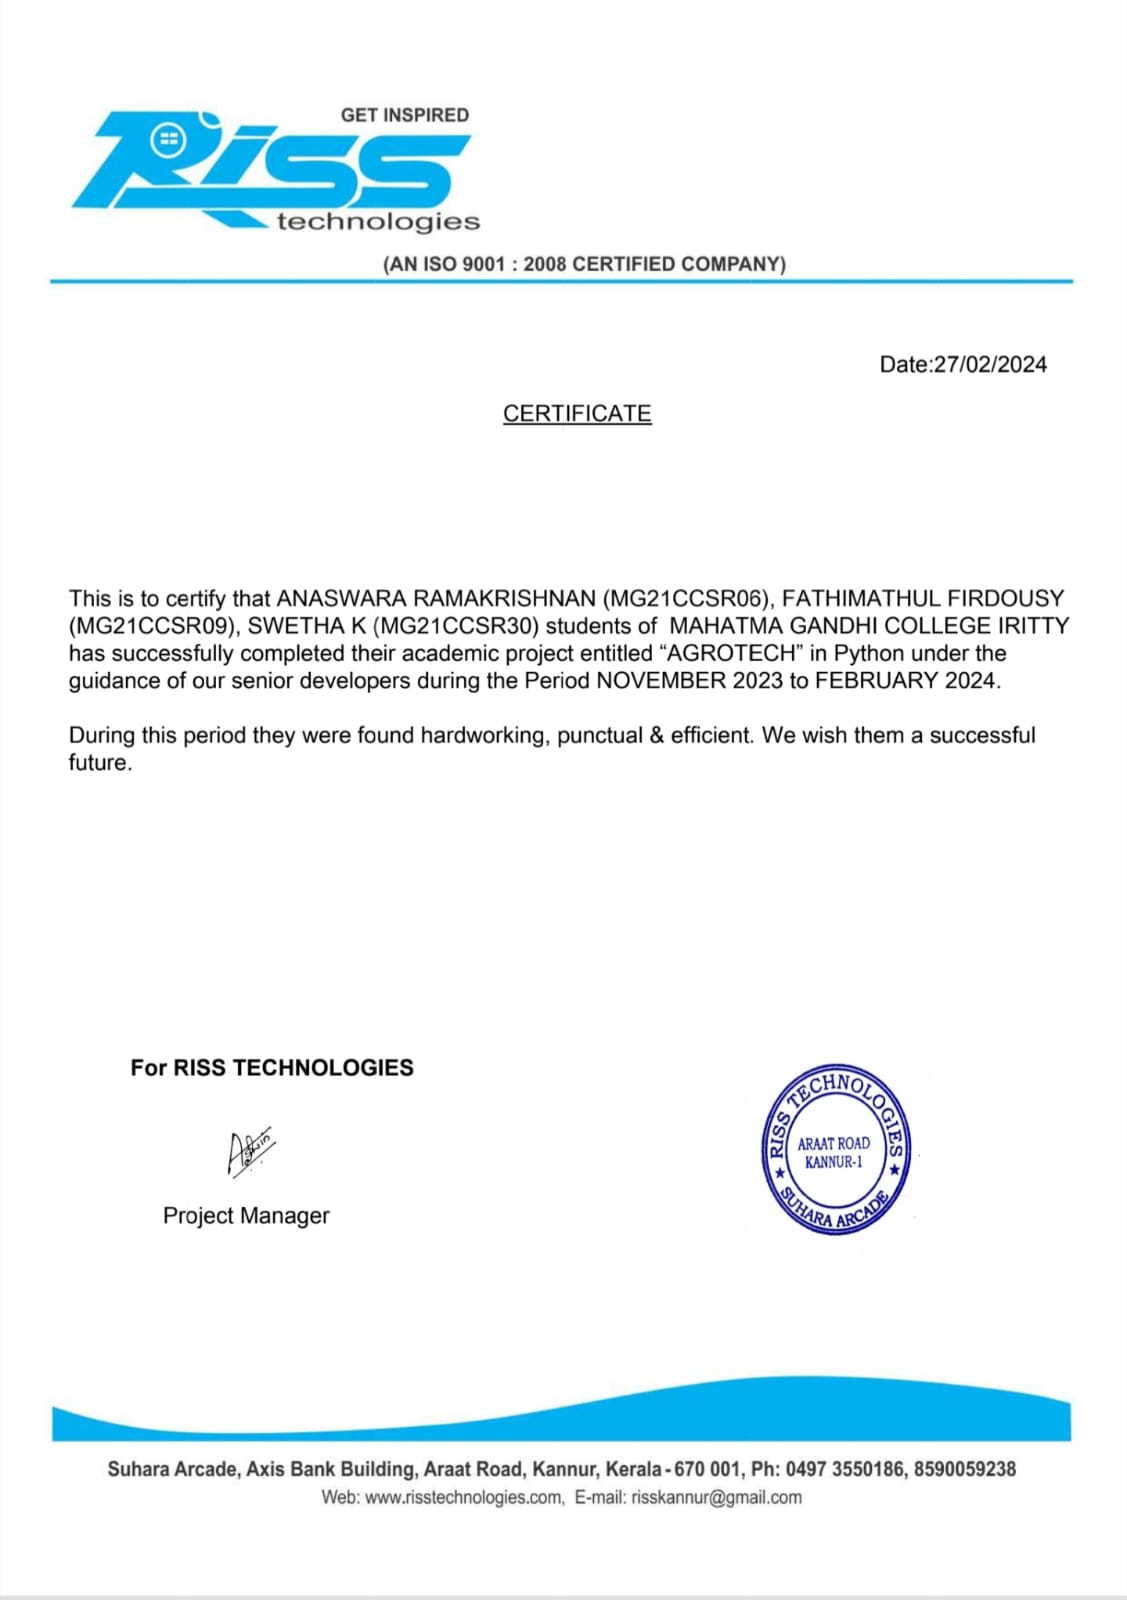 GET INSPIRED
Riss
technologies
(AN ISO 9001 : 2008 CERTIFIED COMPANY)
Date:27/02/2024
CERTIFICATE
This is to certify that ANASWARA RAMAKRISHNAN (MG21CCSR06), FATHIMATHUL FIRDOUSY
(MG21CCSR09), SWETHA K (MG21CCSR30) students of MAHATMA GANDHI COLLEGE IRITTY
has successfully completed their academic project entitled “AGROTECH” in Python under the
guidance of our senior developers during the Period NOVEMBER 2023 to FEBRUARY 2024.
During this period they were found hardworking, punctual & efficient. We wish them a successful
future.
For RISS TECHNOLOGIES
Project Manager
RISS TECHNOLOGIES
ARAAT ROAD
KANNUR-1
SUHARA ARCADE
Suhara Arcade, Axis Bank Building, Araat Road, Kannur, Kerala - 670 001, Ph: 0497 3550186, 8590059238
Web: www.risstechnologies.com, E-mail: risskannur@gmail.com